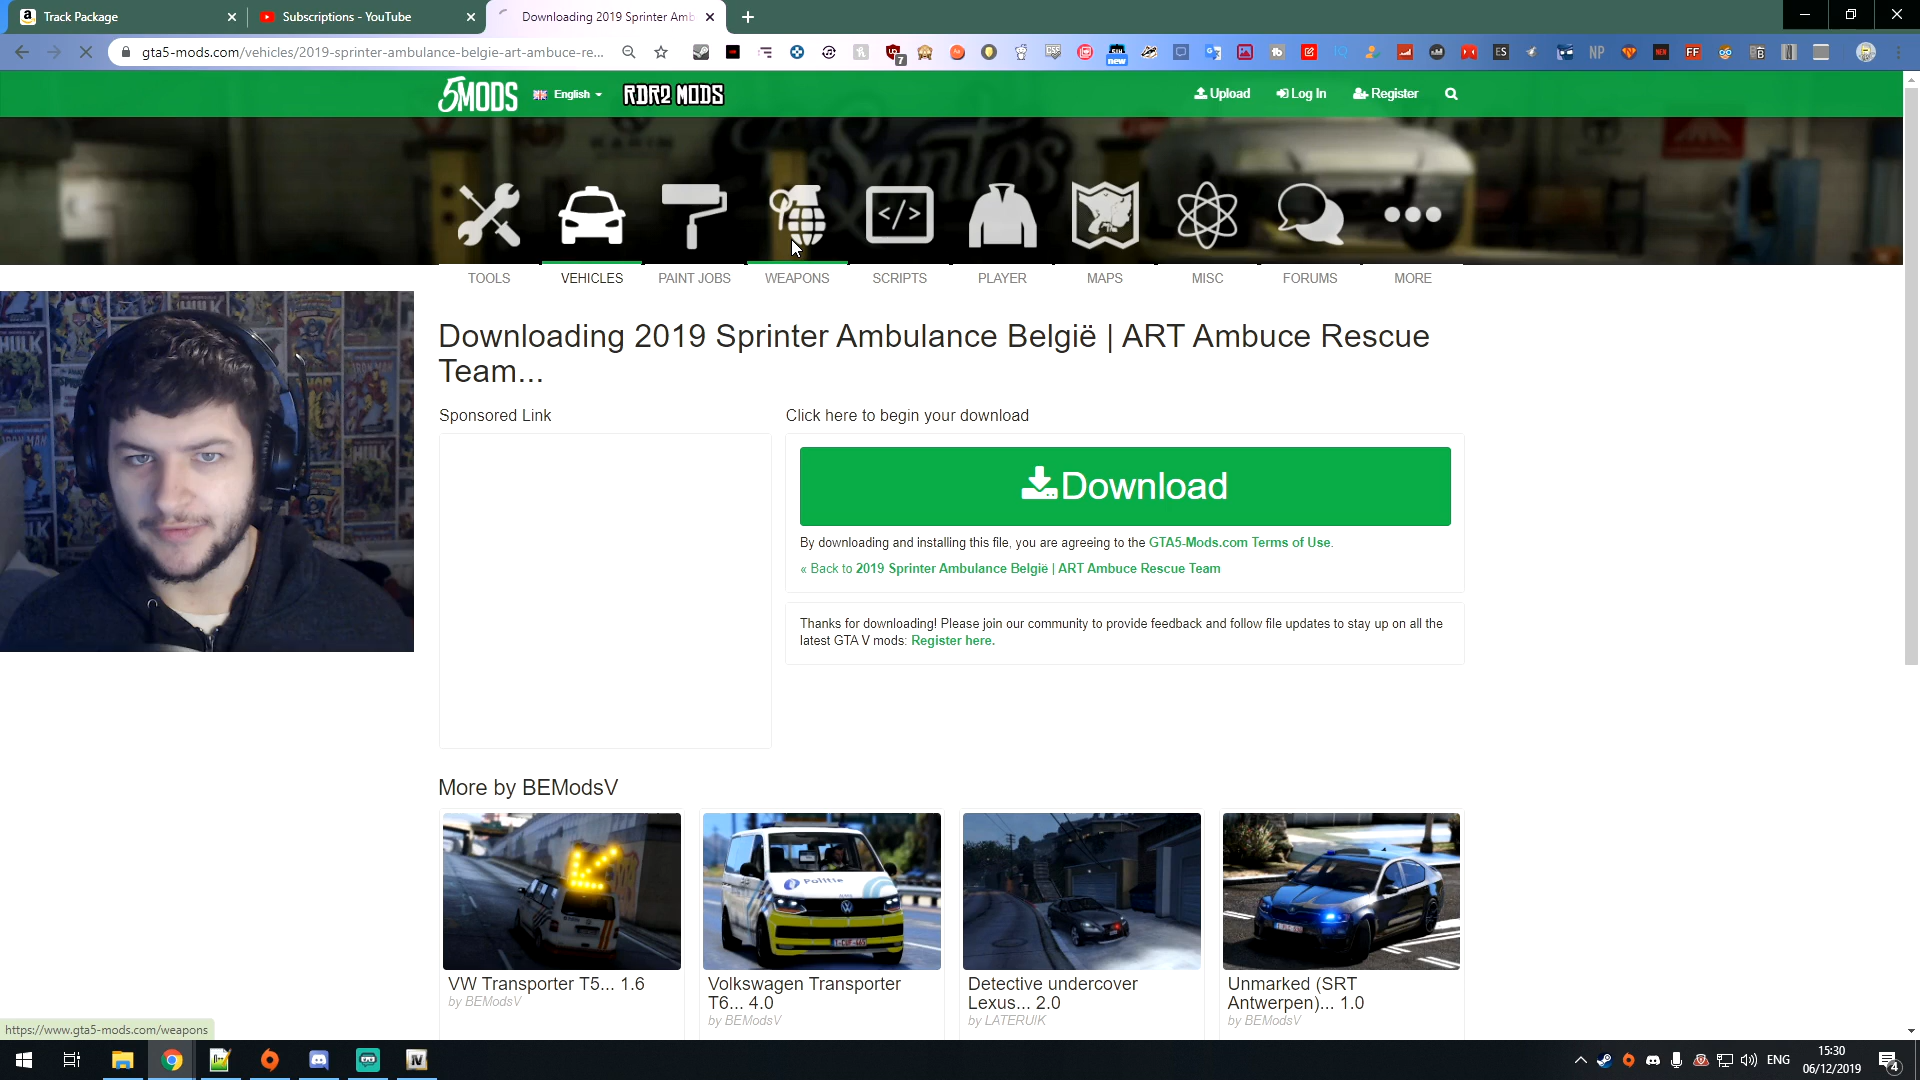 Track Package
Subscriptions - YouTube
Downloading 2019 Sprinter Amb
gta5-mods.com/vehicles/2019-sprinter-ambulance-belgie-art-ambuce-re...
7
new
ES
NP
FF
5MODS
English
RDR2 MODS
Upload
Log In
Register
TOOLS
VEHICLES
PAINT JOBS
WEAPONS
SCRIPTS
PLAYER
MAPS
MISC
FORUMS
MORE
Downloading 2019 Sprinter Ambulance België | ART Ambuce Rescue
Team...
Sponsored Link
Click here to begin your download
Download
By downloading and installing this file, you are agreeing to the GTA5-Mods.com Terms of Use.
« Back to 2019 Sprinter Ambulance België | ART Ambuce Rescue Team
Thanks for downloading! Please join our community to provide feedback and follow file updates to stay up on all the
latest GTA V mods: Register here.
More by BEModsV
VW Transporter T5... 1.6
by BEModsV
Volkswagen Transporter
T6... 4.0
by BEModsV
Detective undercover
Lexus... 2.0
by LATERUIK
Unmarked (SRT
Antwerpen)... 1.0
by BEModsV
https://www.gta5-mods.com/weapons
ENG
15:30
06/12/2019
4